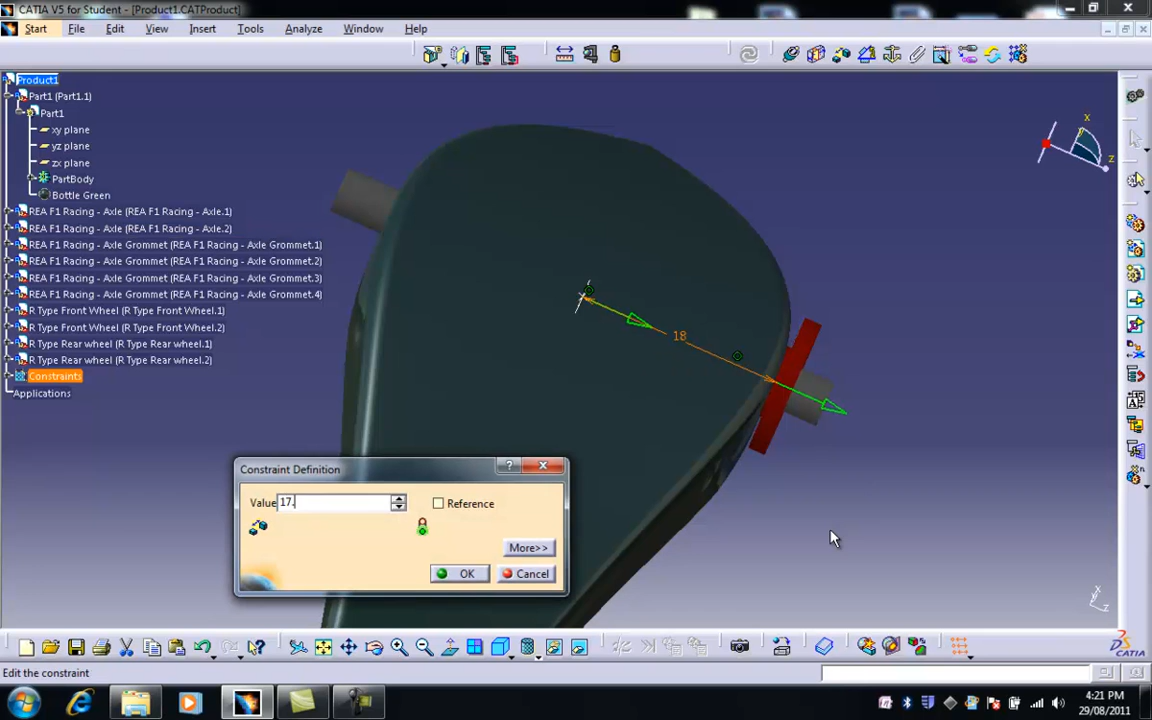 CATIA V5 for Student - [Product1.CATProduct]
Start File Edit View Insert Tools Analyze Window Help
Product1
Part1 (Part1.1)
Part1
xy plane
yz plane
zx plane
PartBody
Bottle Green
REA F1 Racing - Axle (REA F1 Racing - Axle.1)
REA F1 Racing - Axle (REA F1 Racing - Axle.2)
REA F1 Racing - Axle Grommet (REA F1 Racing - Axle Grommet.1)
REA F1 Racing - Axle Grommet (REA F1 Racing - Axle Grommet.2)
REA F1 Racing - Axle Grommet (REA F1 Racing - Axle Grommet.3)
REA F1 Racing - Axle Grommet (REA F1 Racing - Axle Grommet.4)
R Type Front Wheel (R Type Front Wheel.1)
R Type Front Wheel (R Type Front Wheel.2)
R Type Rear wheel (R Type Rear wheel.1)
R Type Rear wheel (R Type Rear wheel.2)
Constraints
Applications
x
y
z
18
Constraint Definition
Value 17.
Reference
More>>
OK Cancel
x
y
z
CATIA
Edit the constraint
4:21 PM
29/08/2011